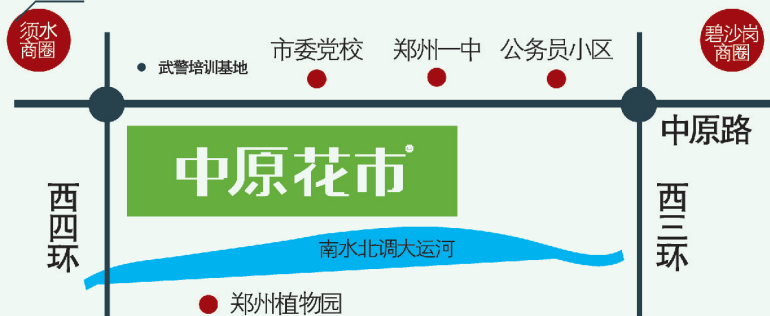 须水
商圈
碧沙岗
商圈
市委党校
郑州一中
公务员小区
武警培训基地
中原路
中原花市
西四环
西三环
南水北调大运河
郑州植物园